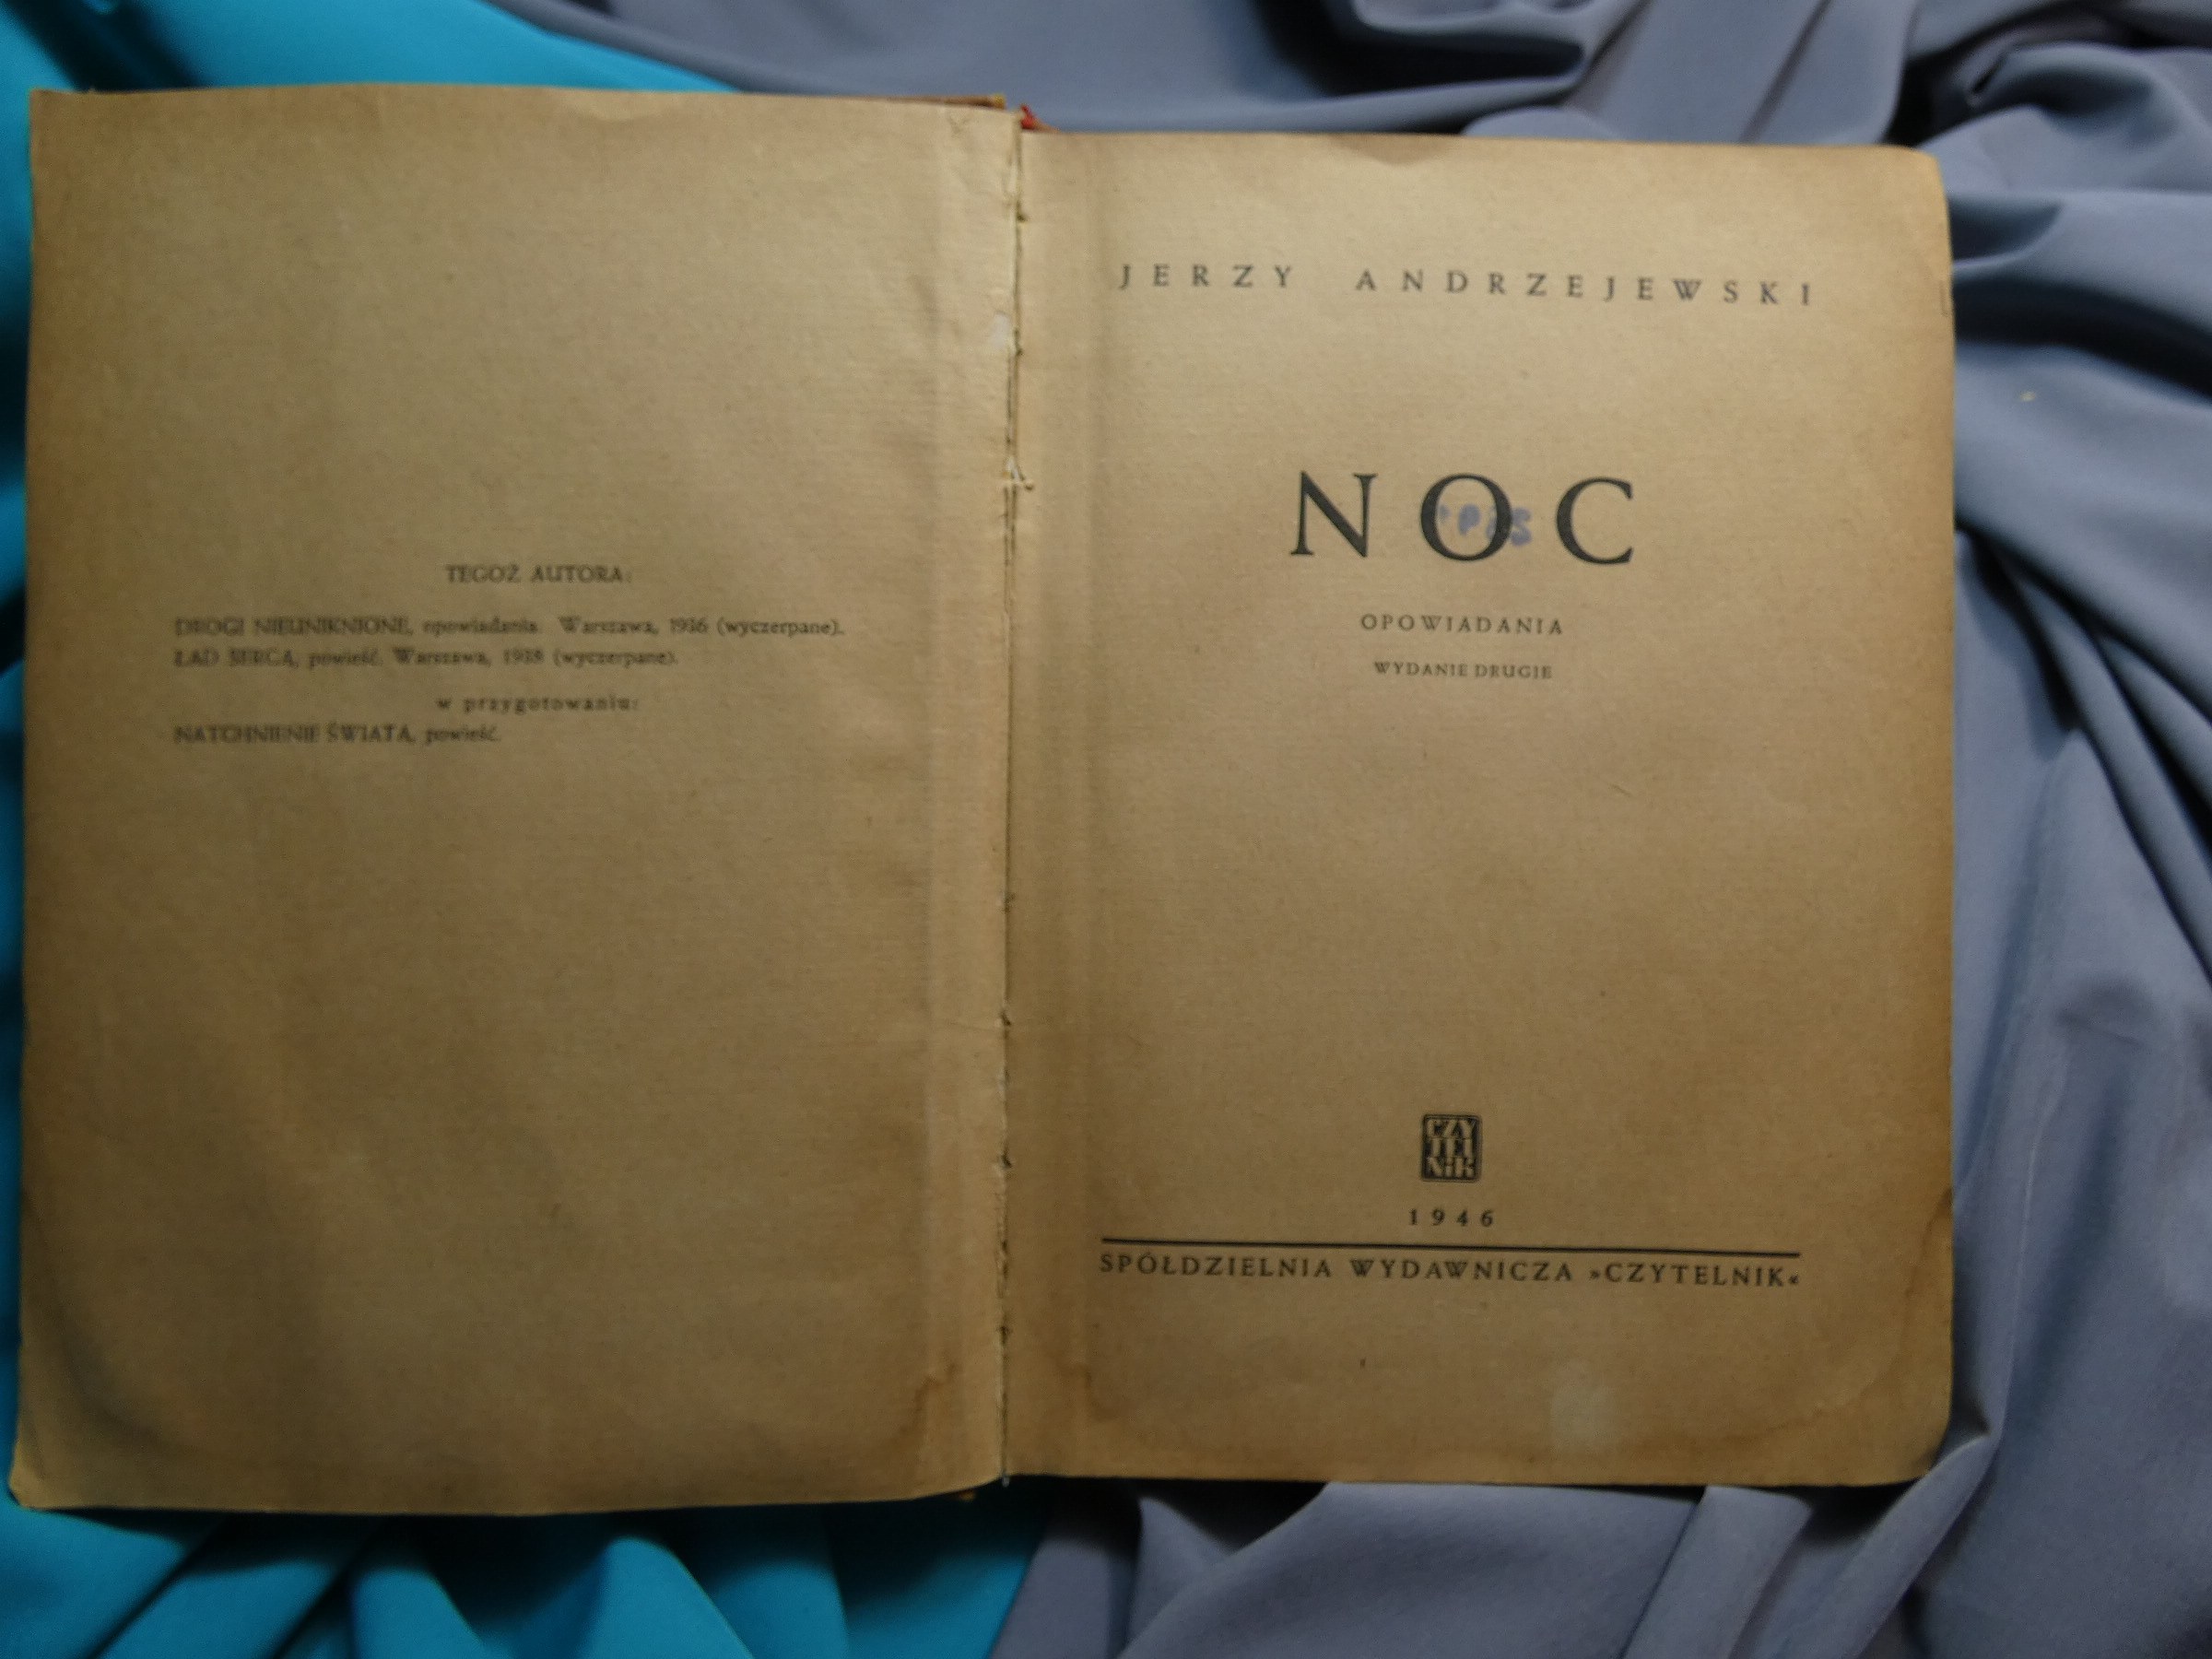 TEGOŻ AUTORA:
DROGI NIEUNIKNIONE, opowiadania. Warszawa, 1936 (wyczerpane).
ŁAD SERCA, powieść. Warszawa, 1938 (wyczerpane).
w przygotowaniu:
NATCHNIENIE ŚWIATA, powieść.
JERZY ANDRZEJEWSKI
NOC
OPOWIADANIA
WYDANIE DRUGIE
CZY
TEL
NiK
1946
SPÓŁDZIELNIA WYDAWNICZA »CZYTELNIK«